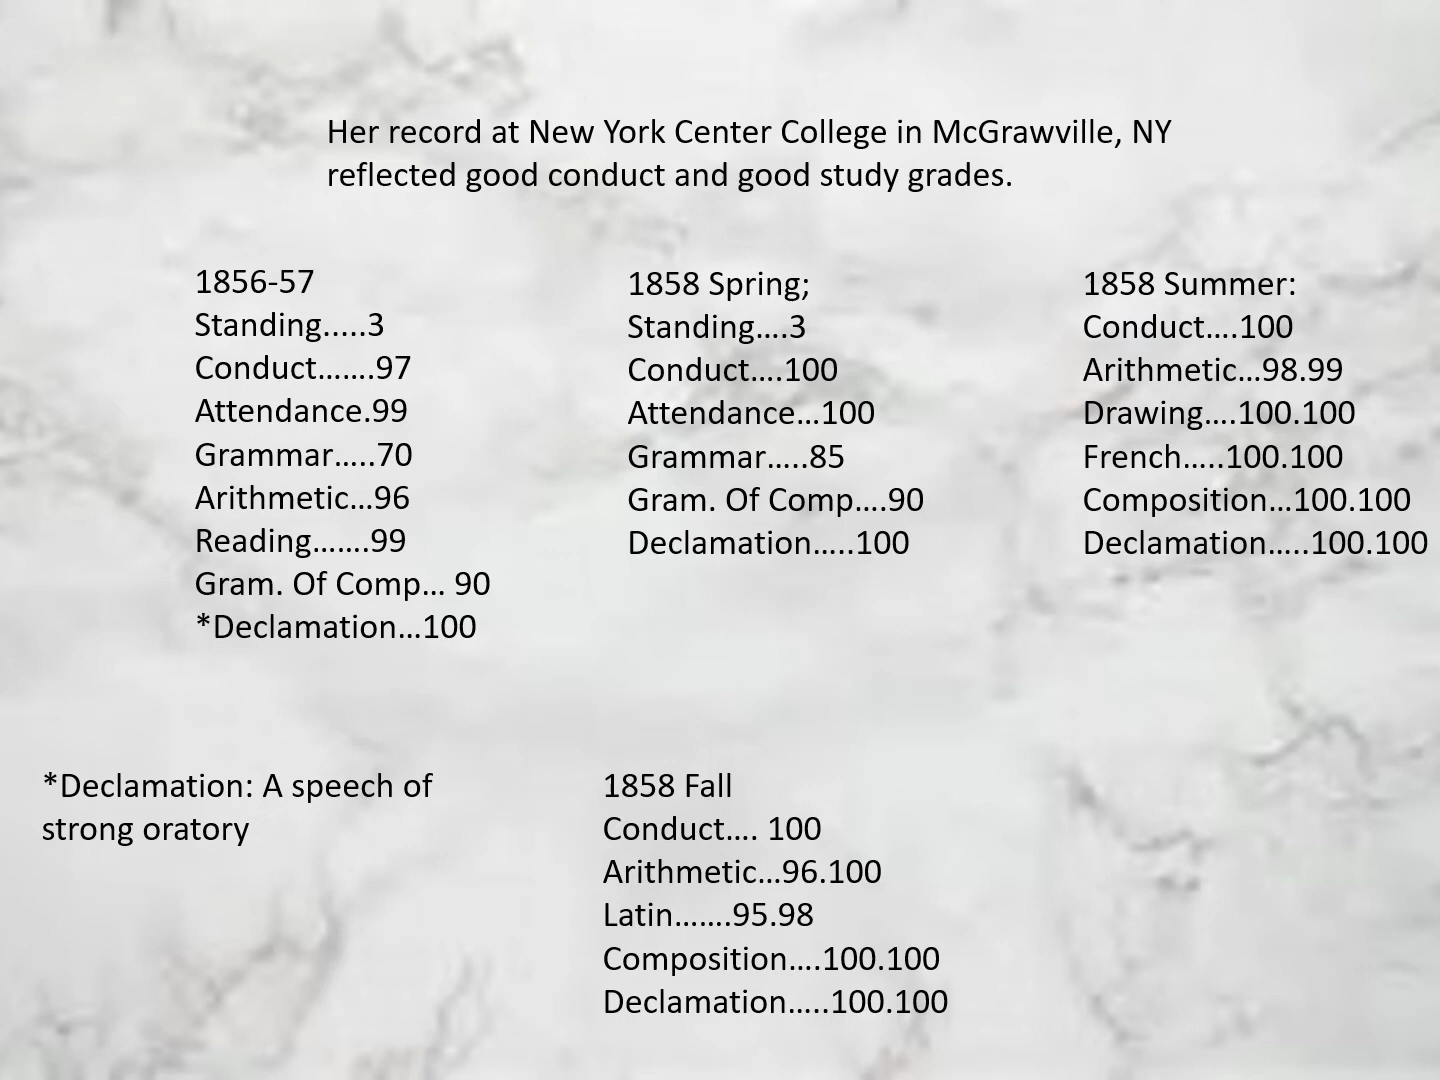 Her record at New York Center College in McGrawville, NY
reflected good conduct and good study grades.
1856-57
Standing.....3
Conduct…….97
Attendance.99
Grammar…..70
Arithmetic…96
Reading…….99
Gram. Of Comp… 90
*Declamation…100
1858 Spring;
Standing….3
Conduct….100
Attendance…100
Grammar…..85
Gram. Of Comp….90
Declamation…..100
1858 Summer:
Conduct….100
Arithmetic…98.99
Drawing….100.100
French…..100.100
Composition…100.100
Declamation…..100.100
*Declamation: A speech of
strong oratory
1858 Fall
Conduct…. 100
Arithmetic…96.100
Latin…….95.98
Composition….100.100
Declamation…..100.100